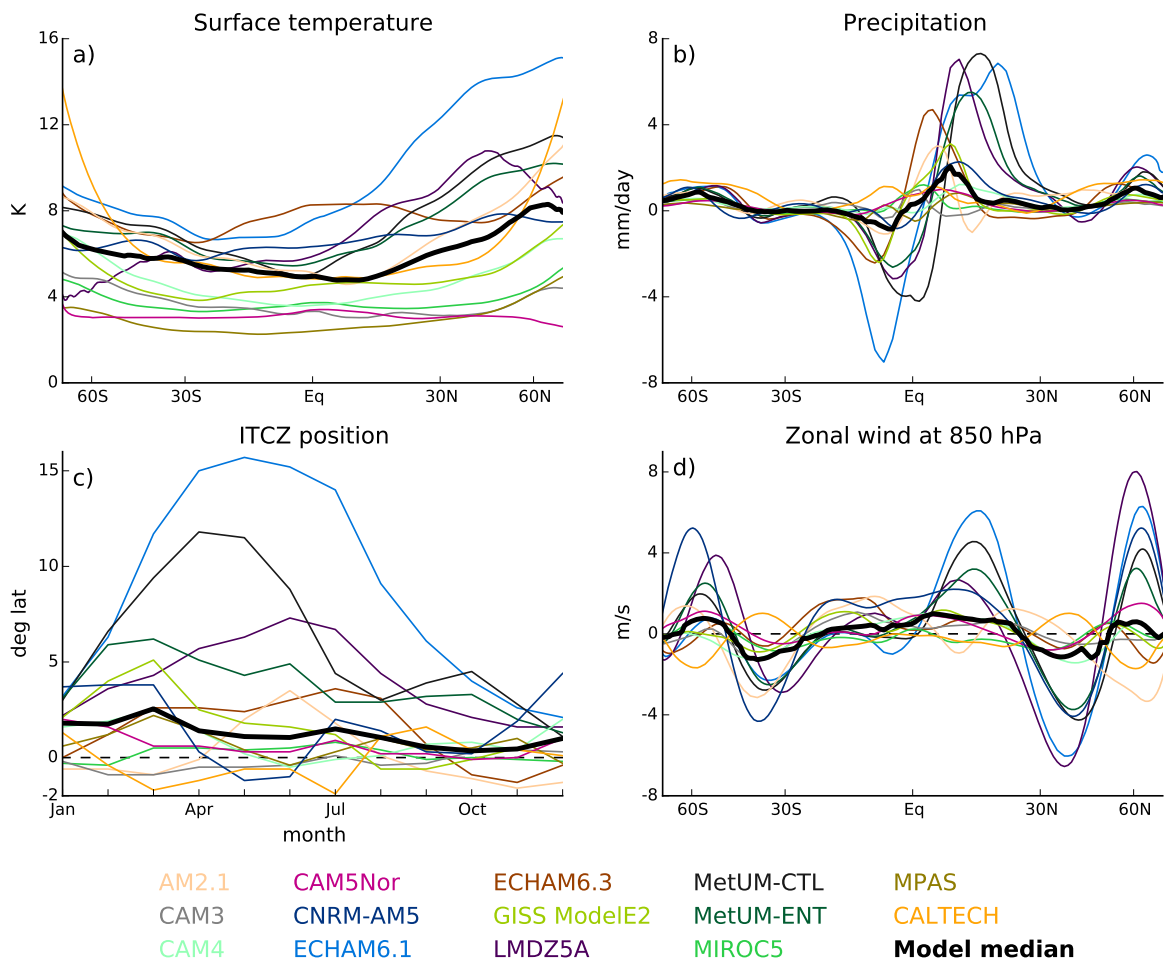 Surface temperature
Precipitation
a)
b)
K
mm/day
16
12
8
4
0
8
4
0
-4
-8
60S 30S Eq 30N 60N
60S 30S Eq 30N 60N
ITCZ position
Zonal wind at 850 hPa
c)
d)
deg lat
m/s
15
10
5
0
-2
8
4
0
-4
-8
Jan Apr Jul Oct
60S 30S Eq 30N 60N
month
AM2.1 CAM5Nor ECHAM6.3 MetUM-CTL MPAS
CAM3 CNRM-AM5 GISS ModelE2 MetUM-ENT CALTECH
CAM4 ECHAM6.1 LMDZ5A MIROC5 Model median